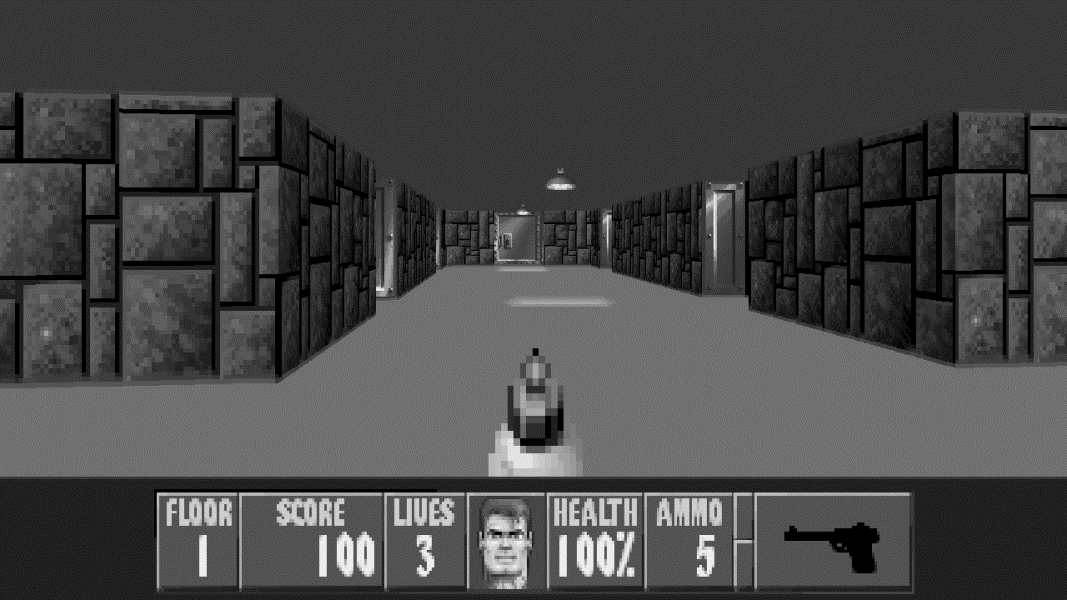 FLOOR SCORE LIVES HEALTH AMMO
1 100 3 100% 5